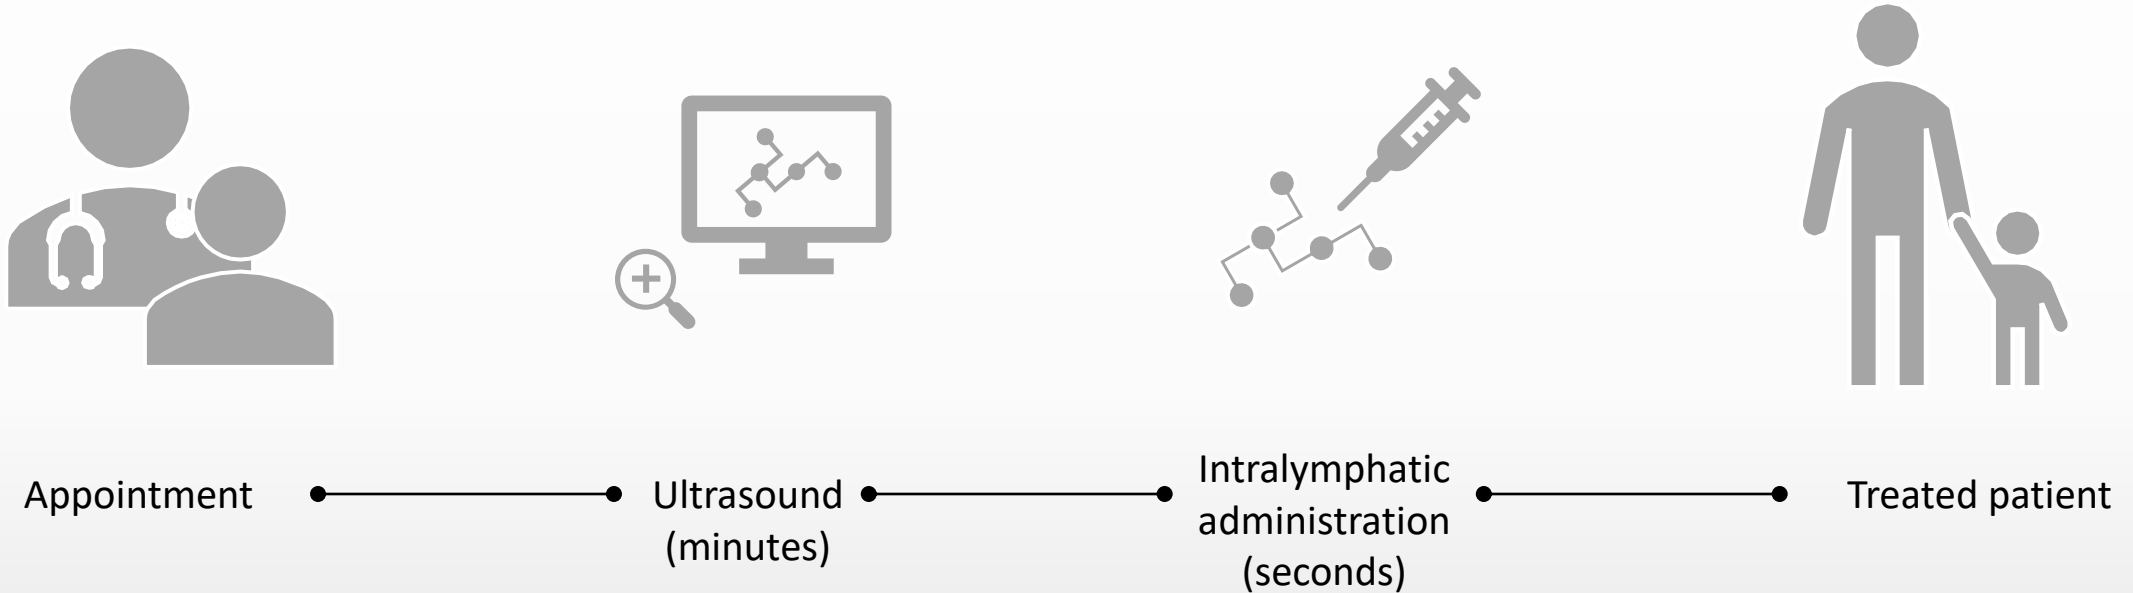 Appointment
Ultrasound
(minutes)
Intralymphatic
administration
(seconds)
Treated patient